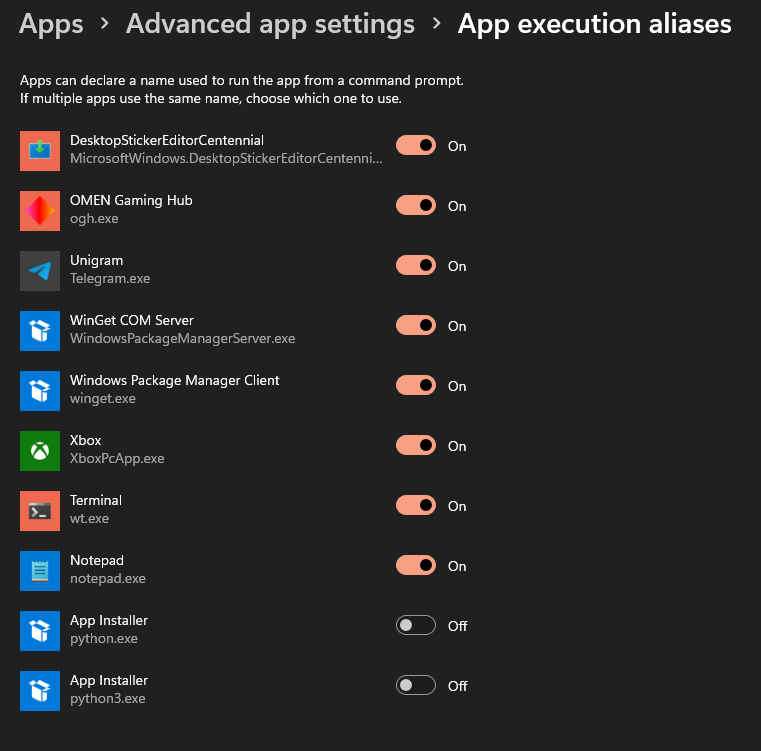 Apps > Advanced app settings > App execution aliases
Apps can declare a name used to run the app from a command prompt.
If multiple apps use the same name, choose which one to use.
DesktopStickerEditorCentennial
MicrosoftWindows.DesktopStickerEditorCentenni...
On
OMEN Gaming Hub
ogh.exe
On
Unigram
Telegram.exe
On
WinGet COM Server
WindowsPackageManagerServer.exe
On
Windows Package Manager Client
winget.exe
On
Xbox
XboxPcApp.exe
On
Terminal
wt.exe
On
Notepad
notepad.exe
On
App Installer
python.exe
Off
App Installer
python3.exe
Off